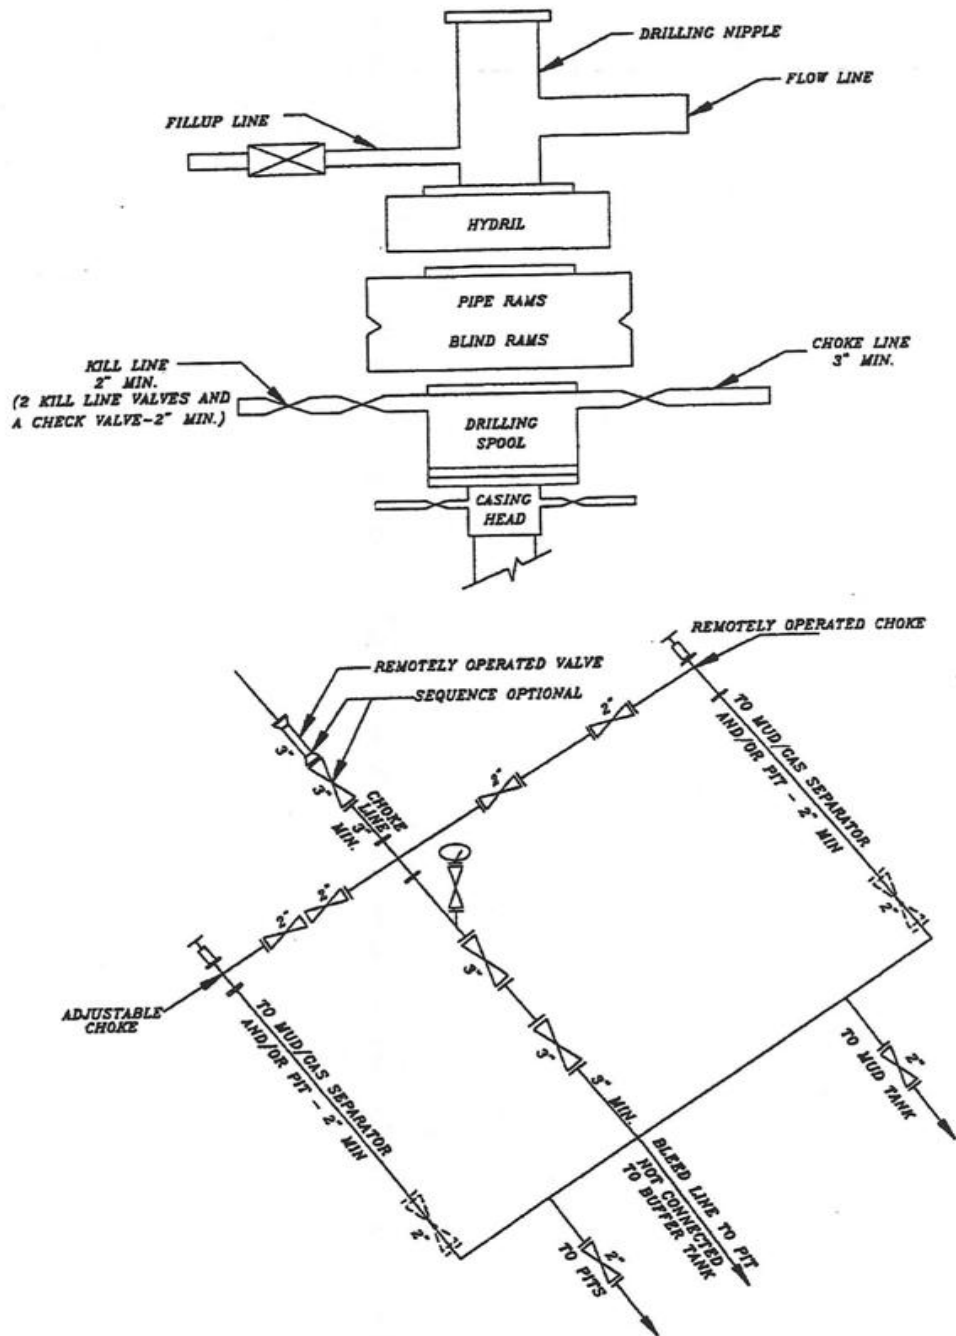 DRILLING NIPPLE
FLOW LINE
FILLUP LINE
HYDRIL
PIPE RAMS
BLIND RAMS
KILL LINE
2" MIN.
(2 KILL LINE VALVES AND
A CHECK VALVE-2" MIN.)
CHOKE LINE
3" MIN.
DRILLING
SPOOL
CASING
HEAD
REMOTELY OPERATED CHOKE
REMOTELY OPERATED VALVE
SEQUENCE OPTIONAL
3"
3"
CHOKE
LINE
3"
MIN.
2"
2"
TO MUD/GAS SEPARATOR
AND/OR PIT - 2" MIN
2"
2"
2"
3"
3"
3" MIN.
ADJUSTABLE
CHOKE
TO MUD/GAS SEPARATOR
AND/OR PIT - 2" MIN
2"
2"
TO MUD TANK
BLEED LINE TO PIT
NOT CONNECTED
TO BUFFER TANK
2"
TO PITS